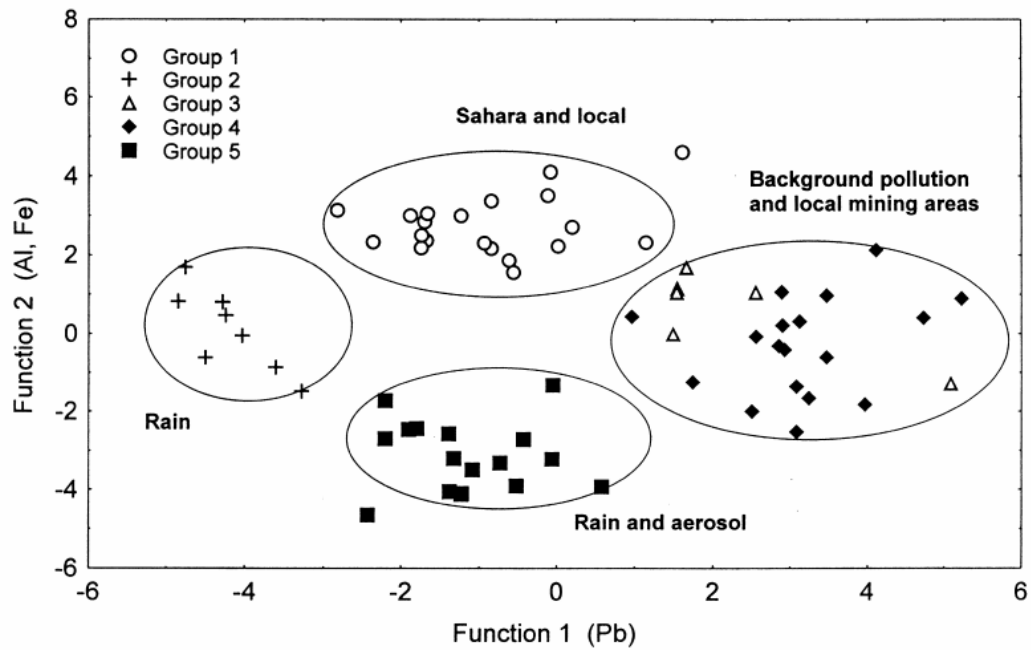 8
6
4
2
0
-2
-4
-6
-6
-4
-2
0
2
4
6
Function 2 (Al, Fe)
Function 1 (Pb)
Group 1
Group 2
Group 3
Group 4
Group 5
Sahara and local
Background pollution
and local mining areas
Rain
Rain and aerosol